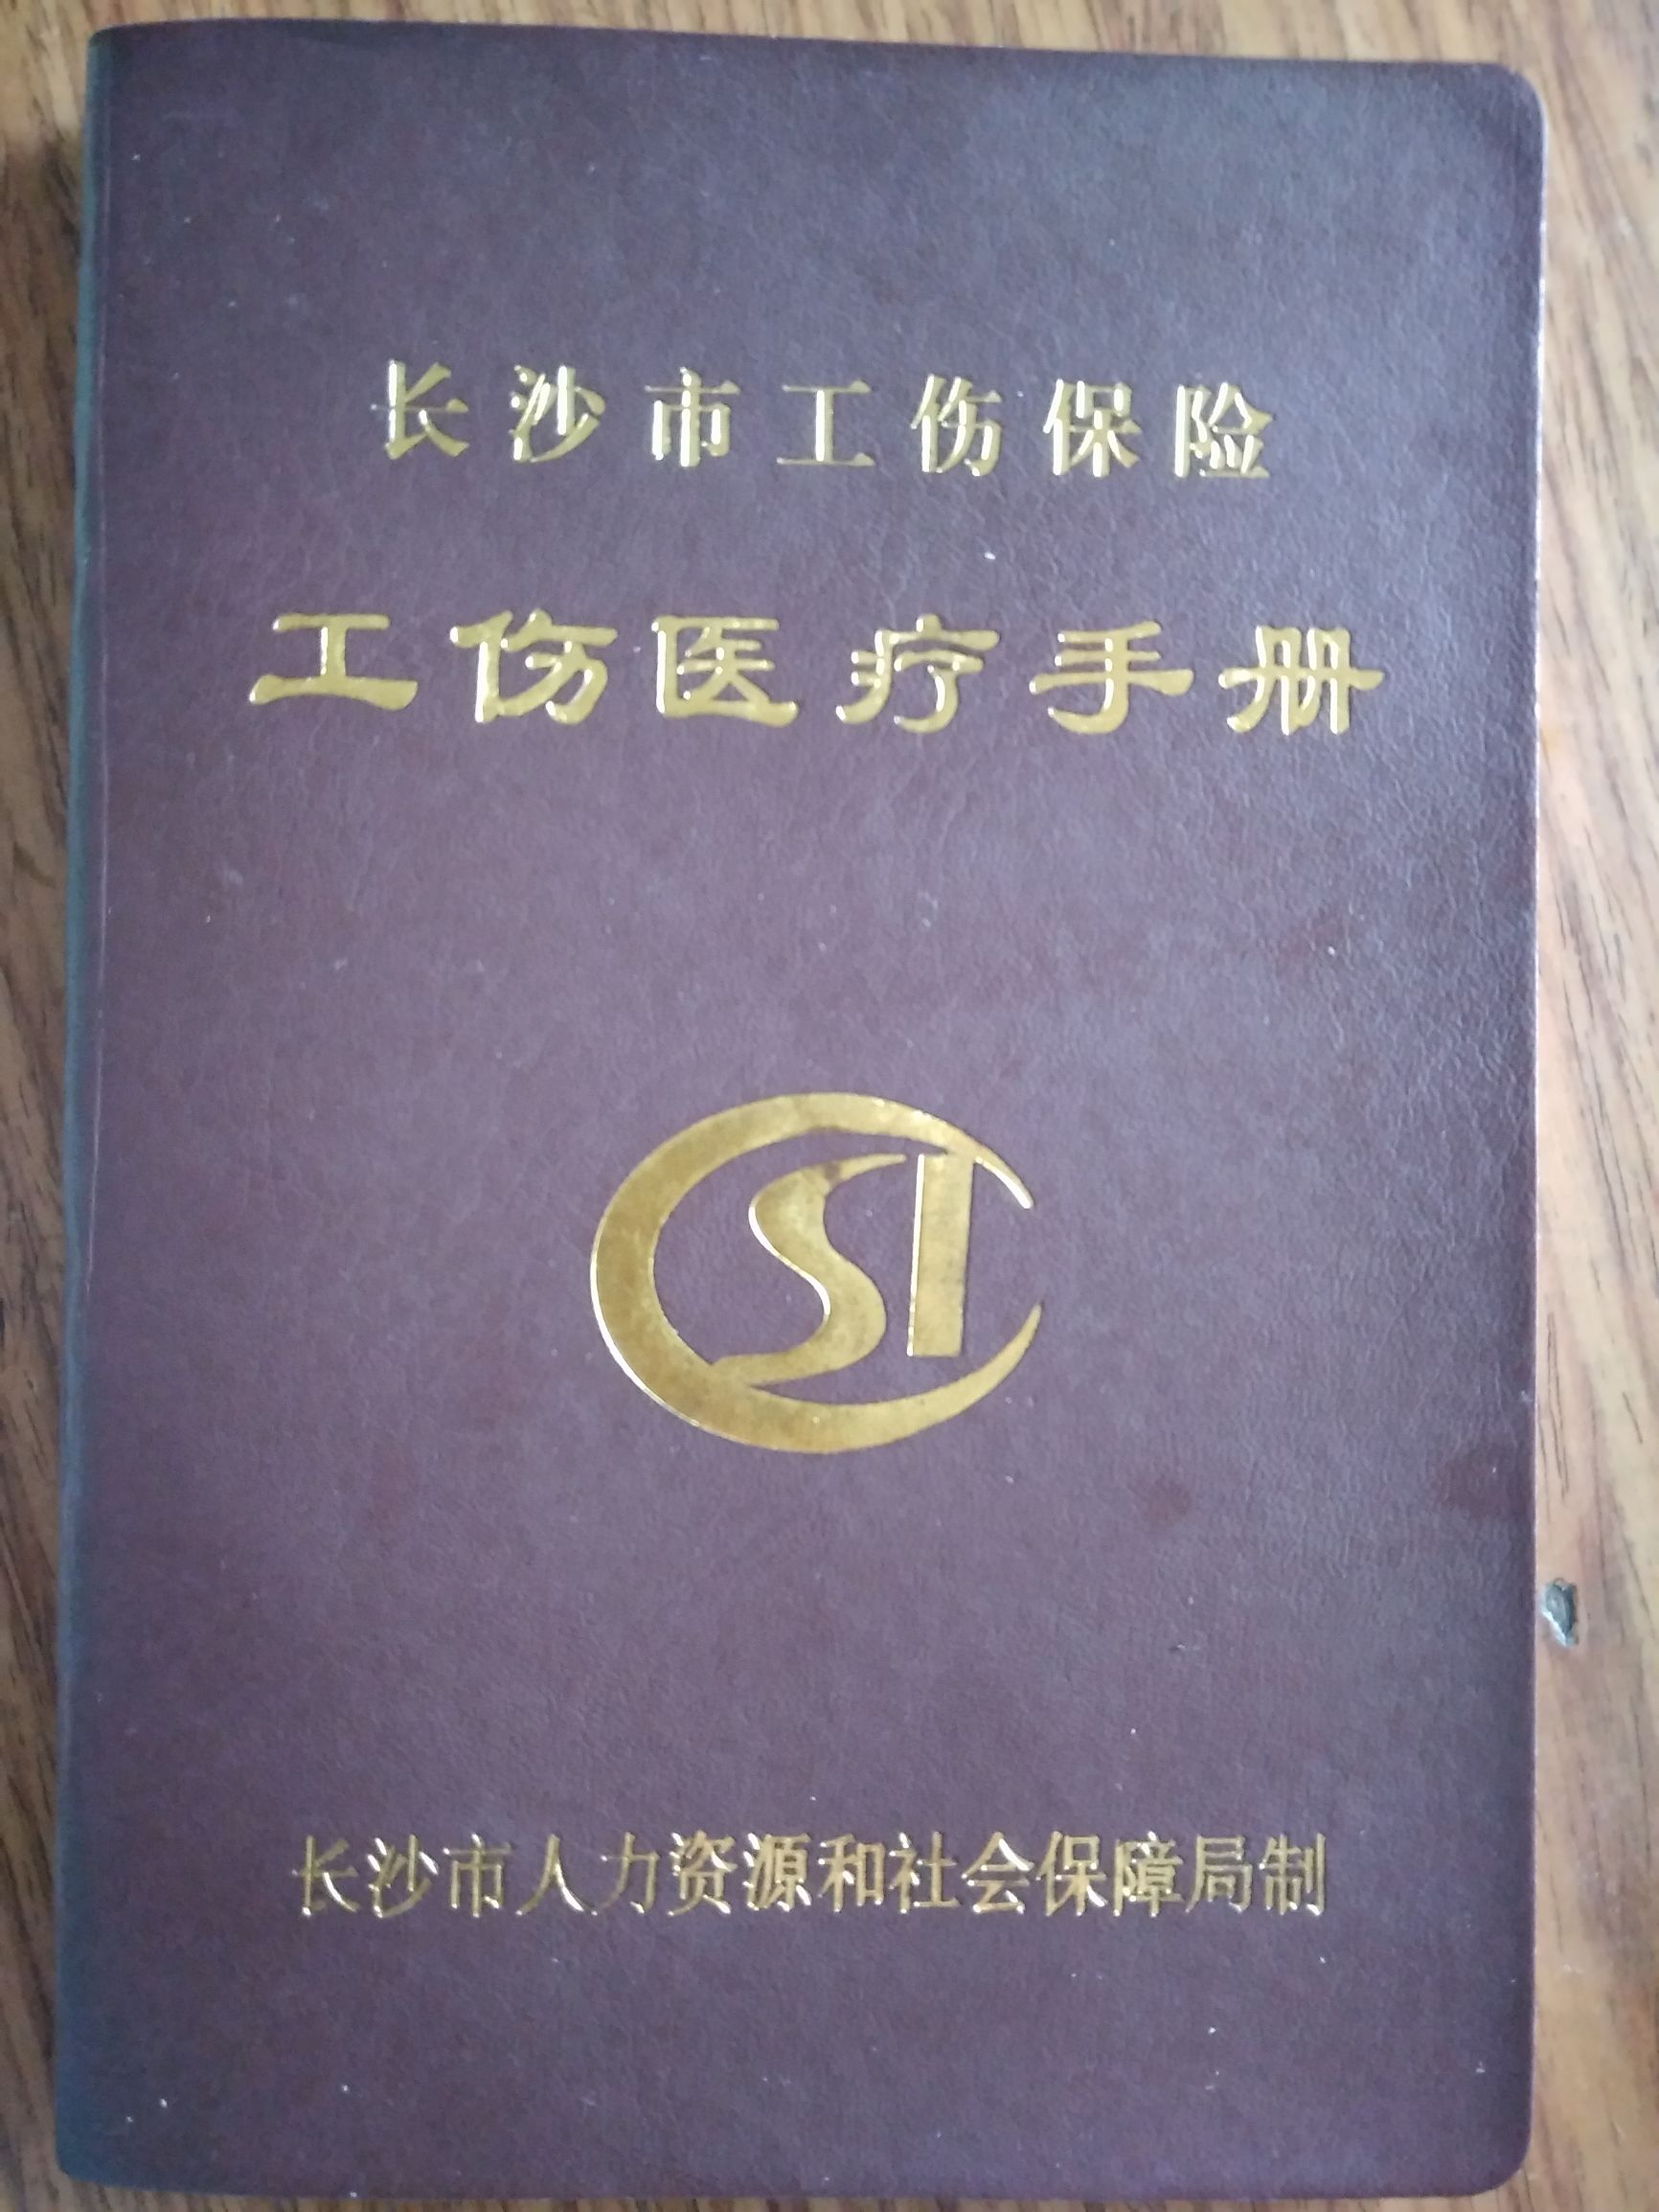 长沙市工伤保险
工伤医疗手册
CSI
长沙市人力资源和社会保障局制